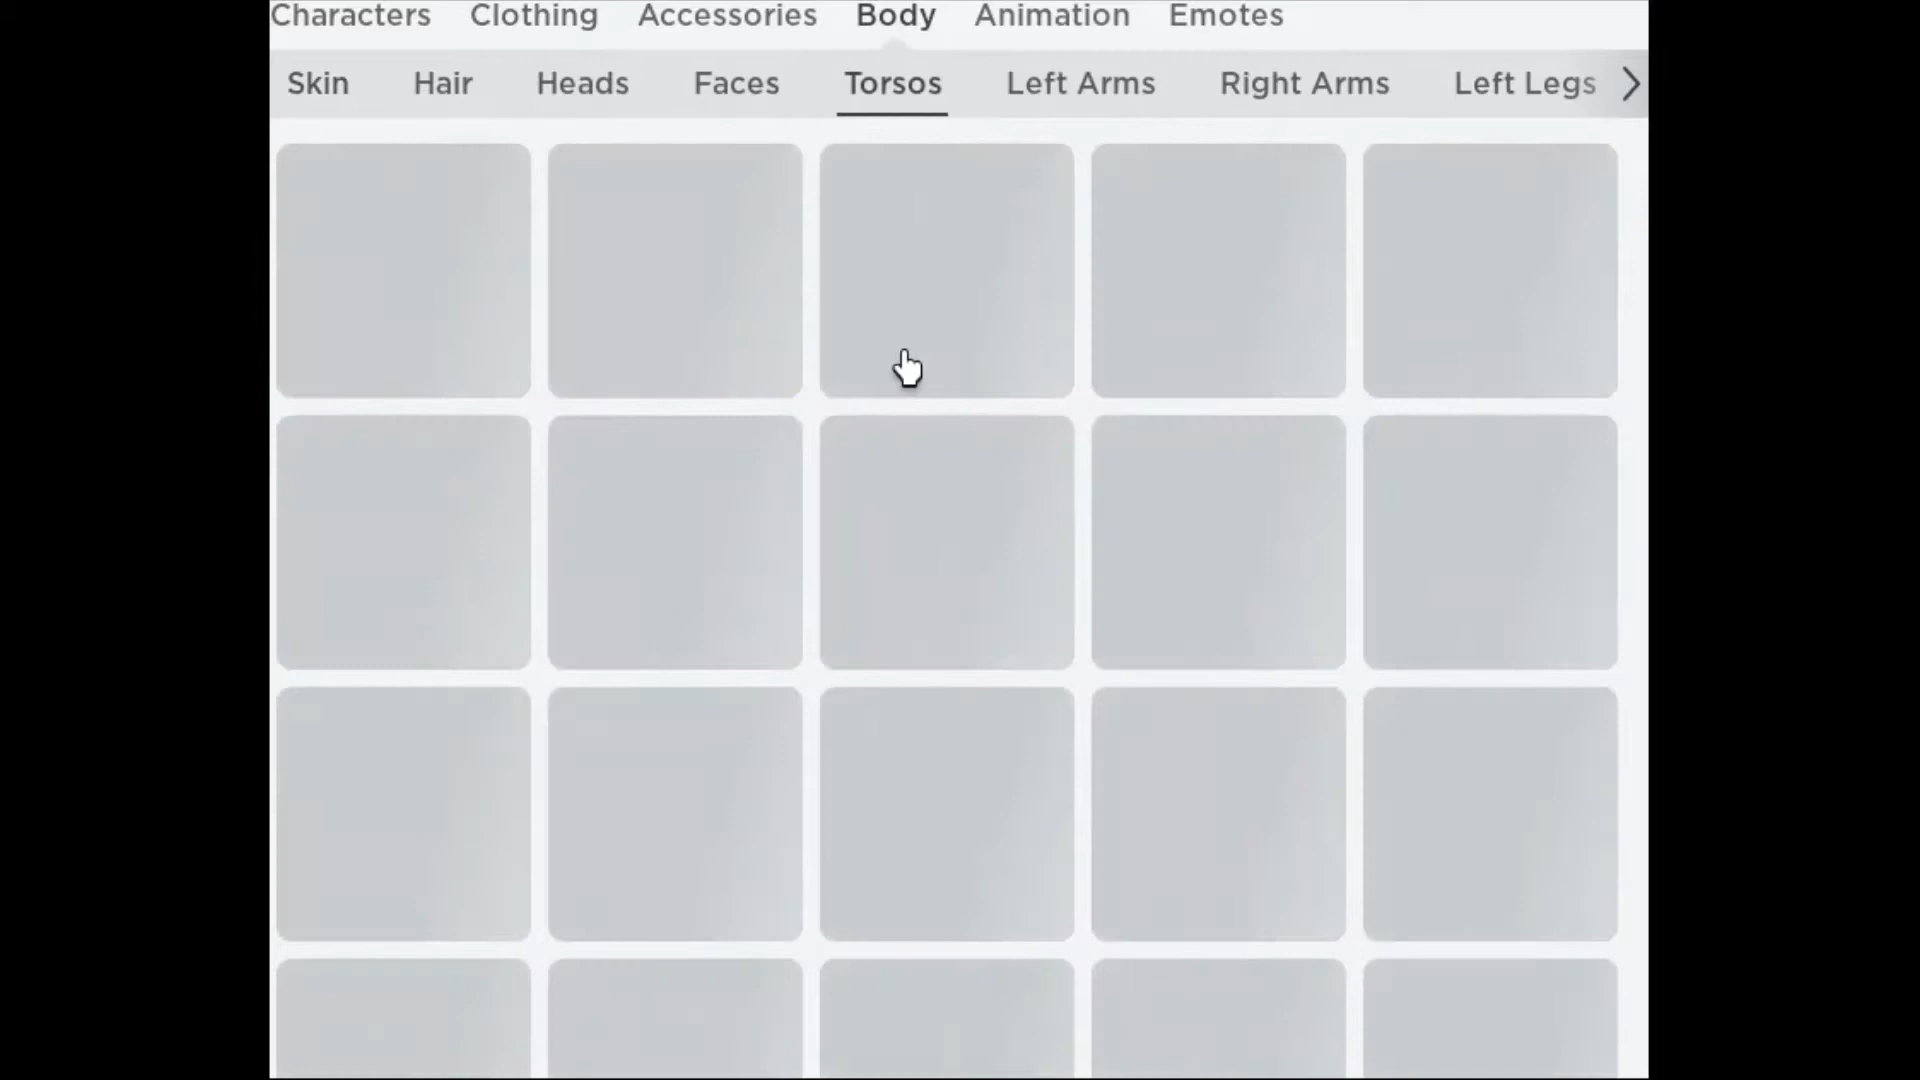 Characters Clothing Accessories Body Animation Emotes
Skin Hair Heads Faces Torsos Left Arms Right Arms Left Legs